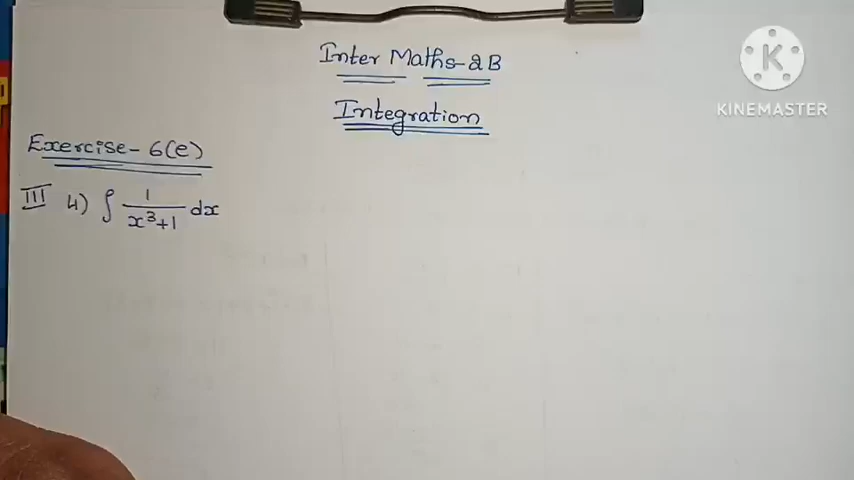 Inter Maths-2B
K
KINEMASTER
Integration
Exercise-6(e)
III 4) ∫ 1/(x³+1) dx